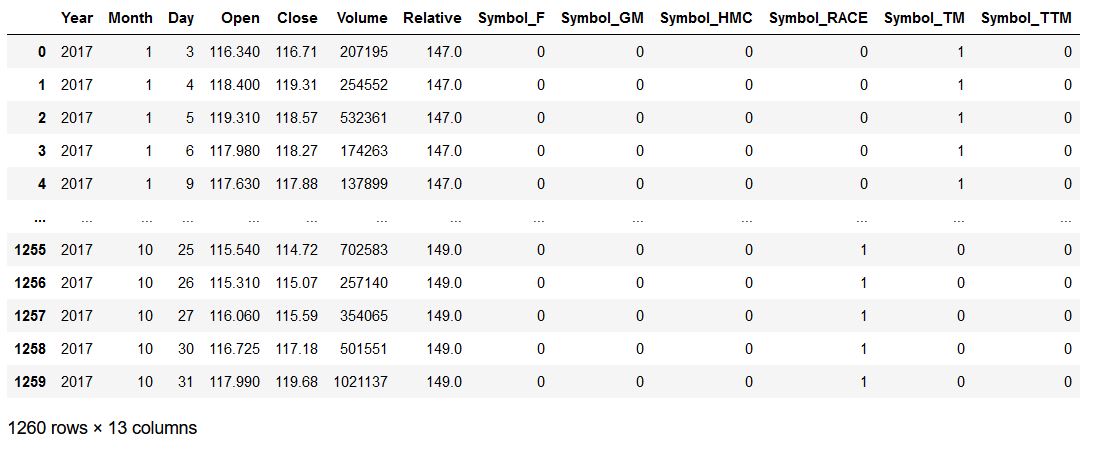 Year Month Day Open Close Volume Relative Symbol_F Symbol_GM Symbol_HMC Symbol_RACE Symbol_TM Symbol_TTM
0 2017 1 3 116.340 116.71 207195 147.0 0 0 0 0 1 0
1 2017 1 4 118.400 119.31 254552 147.0 0 0 0 0 1 0
2 2017 1 5 119.310 118.57 532361 147.0 0 0 0 0 1 0
3 2017 1 6 117.980 118.27 174263 147.0 0 0 0 0 1 0
4 2017 1 9 117.630 117.88 137899 147.0 0 0 0 0 1 0
... ... ... ... ... ... ... ... ... ... ... ... ... ...
1255 2017 10 25 115.540 114.72 702583 149.0 0 0 0 1 0 0
1256 2017 10 26 115.310 115.07 257140 149.0 0 0 0 1 0 0
1257 2017 10 27 116.060 115.59 354065 149.0 0 0 0 1 0 0
1258 2017 10 30 116.725 117.18 501551 149.0 0 0 0 1 0 0
1259 2017 10 31 117.990 119.68 1021137 149.0 0 0 0 1 0 0
1260 rows × 13 columns